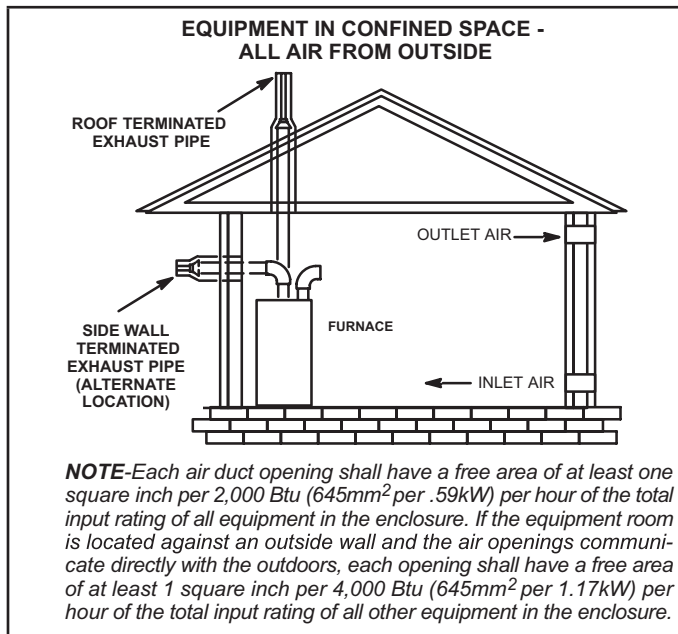 EQUIPMENT IN CONFINED SPACE -
ALL AIR FROM OUTSIDE
ROOF TERMINATED
EXHAUST PIPE
OUTLET AIR
SIDE WALL
TERMINATED
EXHAUST PIPE
(ALTERNATE
LOCATION)
FURNACE
INLET AIR
NOTE-Each air duct opening shall have a free area of at least one
square inch per 2,000 Btu (645mm² per .59kW) per hour of the total
input rating of all equipment in the enclosure. If the equipment room
is located against an outside wall and the air openings communi-
cate directly with the outdoors, each opening shall have a free area
of at least 1 square inch per 4,000 Btu (645mm² per 1.17kW) per
hour of the total input rating of all other equipment in the enclosure.